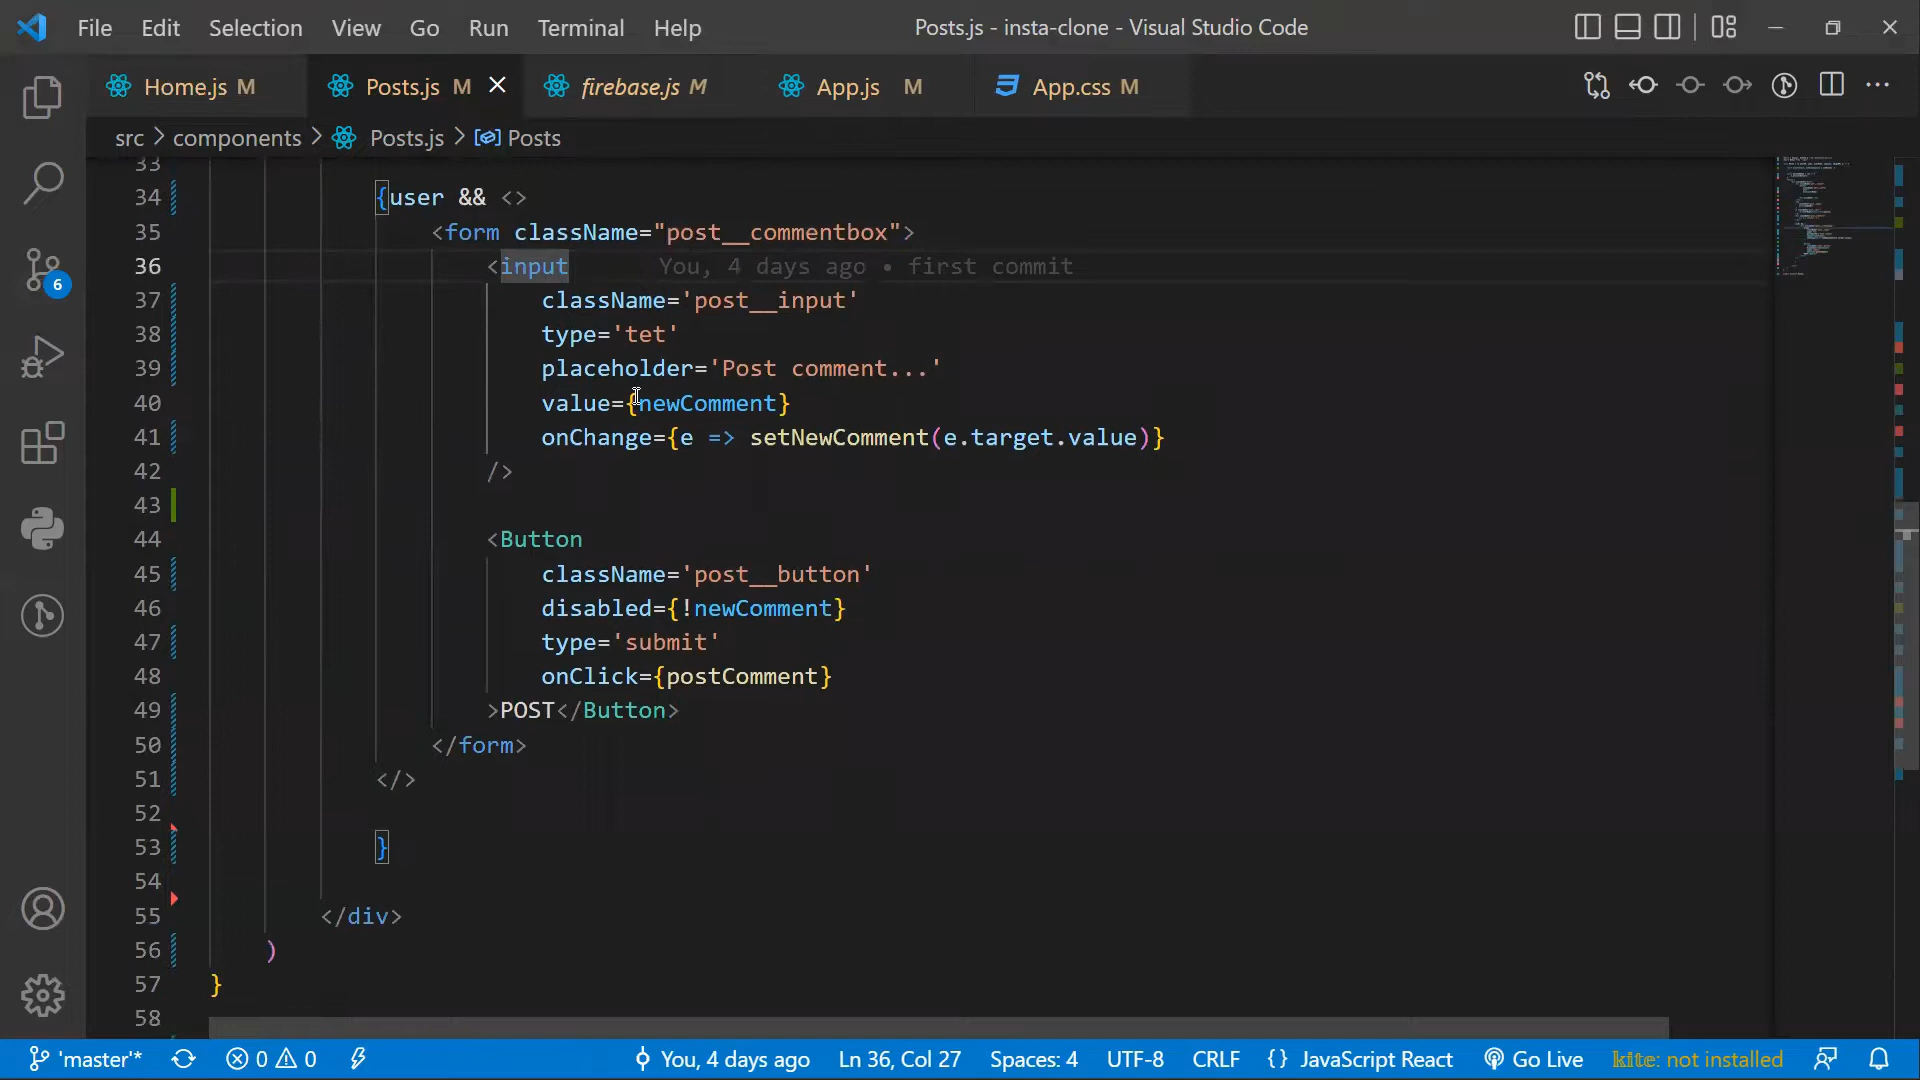 File Edit Selection View Go Run Terminal Help Posts.js - insta-clone - Visual Studio Code
Home.js M Posts.js M firebase.js M App.js M App.css M
src > components > Posts.js > Posts
33
34 {user && <>
35 <form className="post__commentbox">
36 <input You, 4 days ago • first commit
37 className='post__input'
38 type='tet'
39 placeholder='Post comment...'
40 value={newComment}
41 onChange={e => setNewComment(e.target.value)}
42 />
43
44 <Button
45 className='post__button'
46 disabled={!newComment}
47 type='submit'
48 onClick={postComment}
49 >POST</Button>
50 </form>
51 </>
52
53 }
54
55 </div>
56 )
57 }
58
6
'master'* 0 0 You, 4 days ago Ln 36, Col 27 Spaces: 4 UTF-8 CRLF {} JavaScript React Go Live kite: not installed